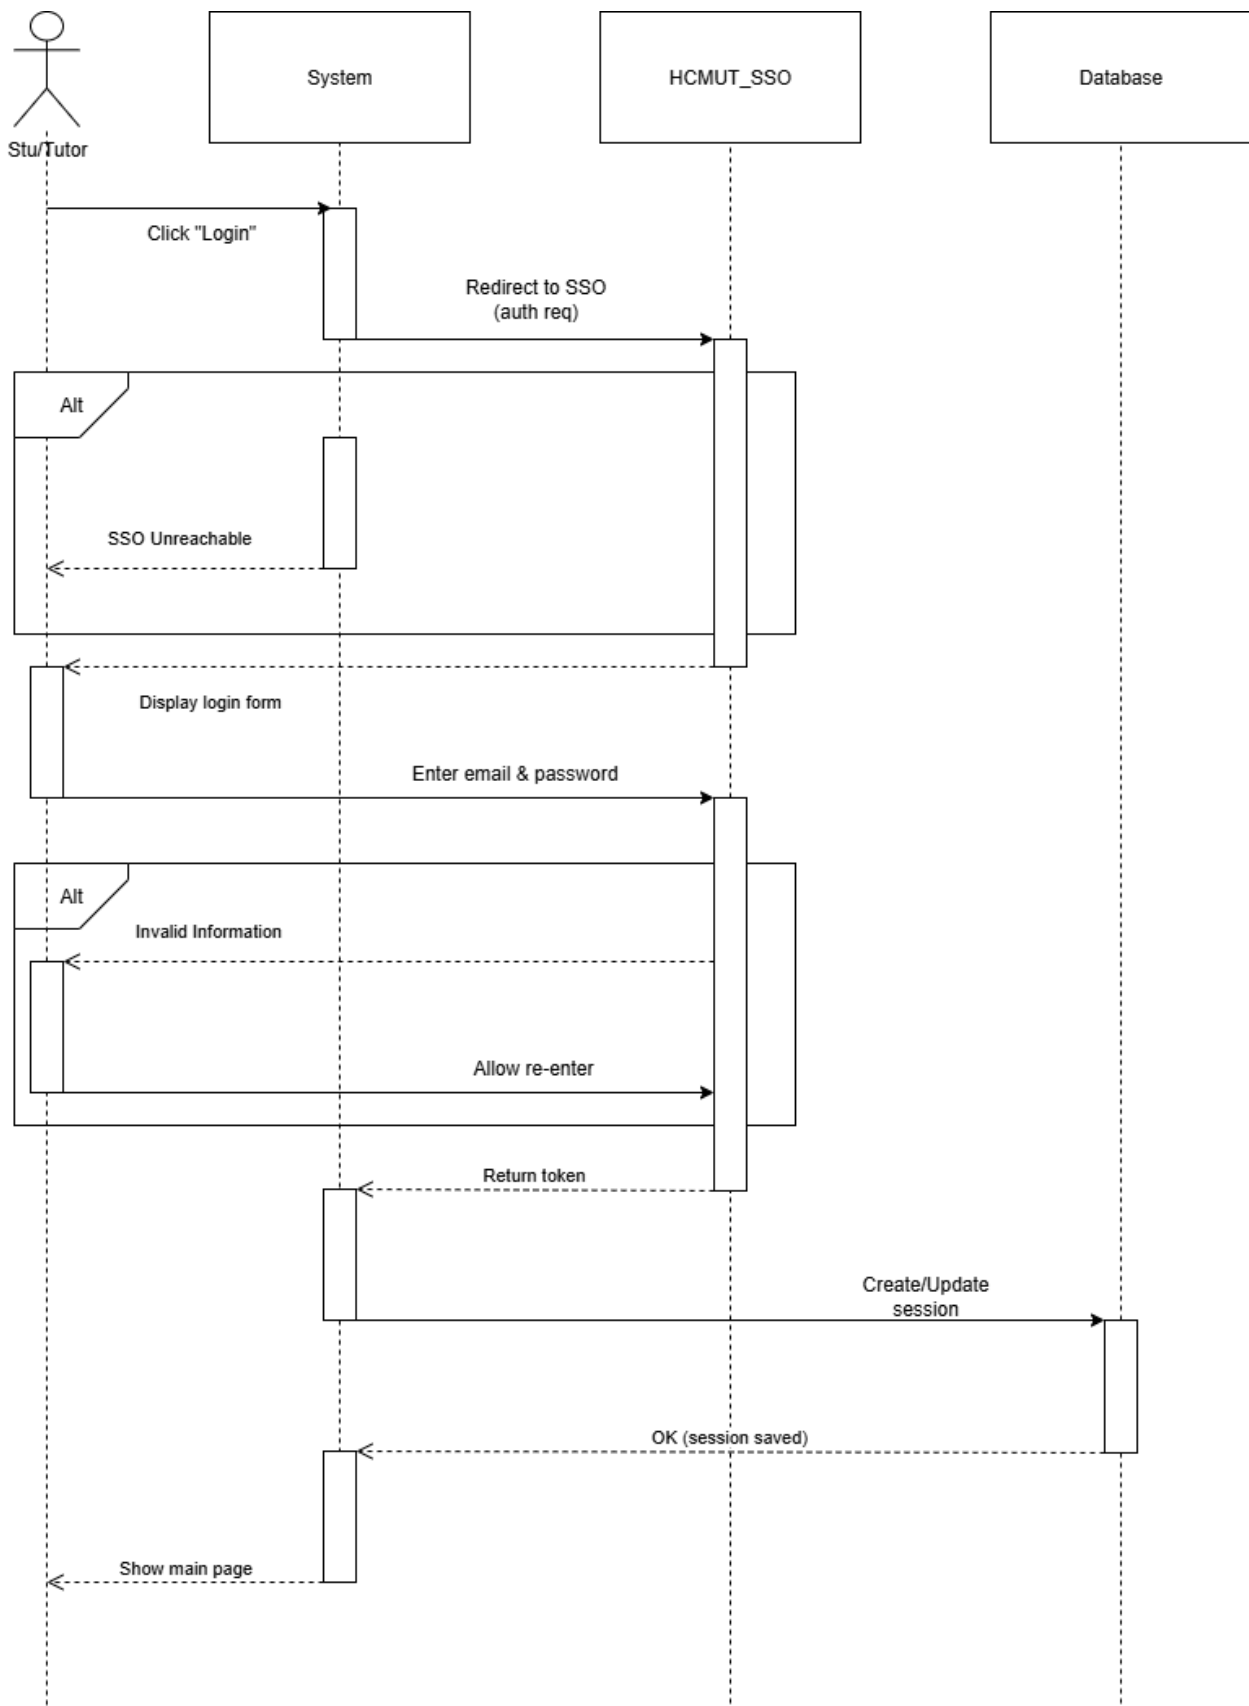 System
HCMUT_SSO
Database
Stu/Tutor
Click "Login"
Redirect to SSO
(auth req)
Alt
SSO Unreachable
Display login form
Enter email & password
Alt
Invalid Information
Allow re-enter
Return token
Create/Update
session
OK (session saved)
Show main page